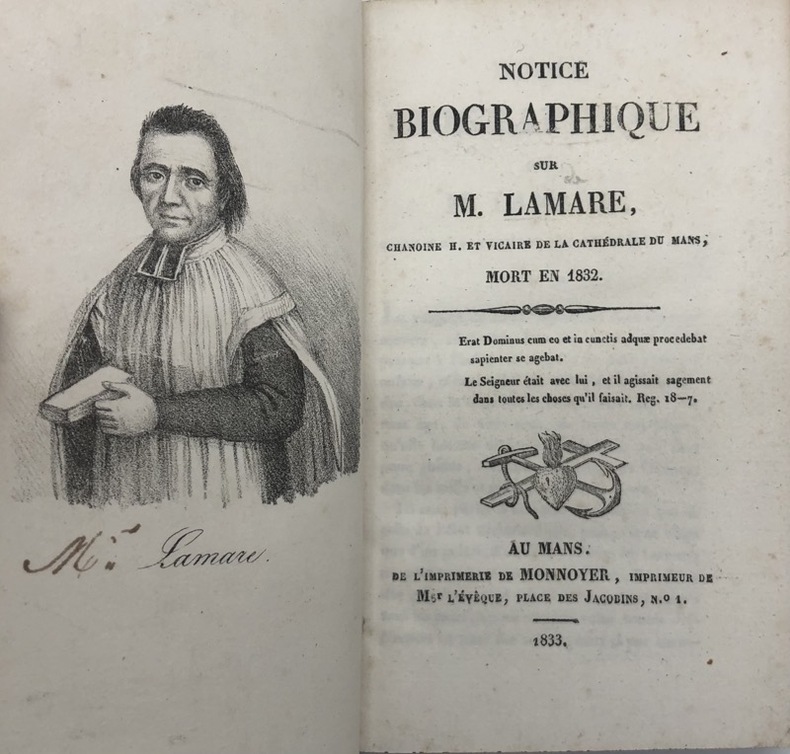 Mr. Lamare.
NOTICE
BIOGRAPHIQUE
SUR
M. LAMARE,
CHANOINE H. ET VICAIRE DE LA CATHÉDRALE DU MANS,
MORT EN 1832.
Erat Dominus cum eo et in cunctis adquæ procedebat
sapienter se agebat.
Le Seigneur était avec lui, et il agissait sagement
dans toutes les choses qu'il faisait. Reg. 18—7.
AU MANS.
DE L'IMPRIMERIE DE MONNOYER, IMPRIMEUR DE
Mgr L'ÉVÊQUE, PLACE DES JACOBINS, N.º 1.
1833.